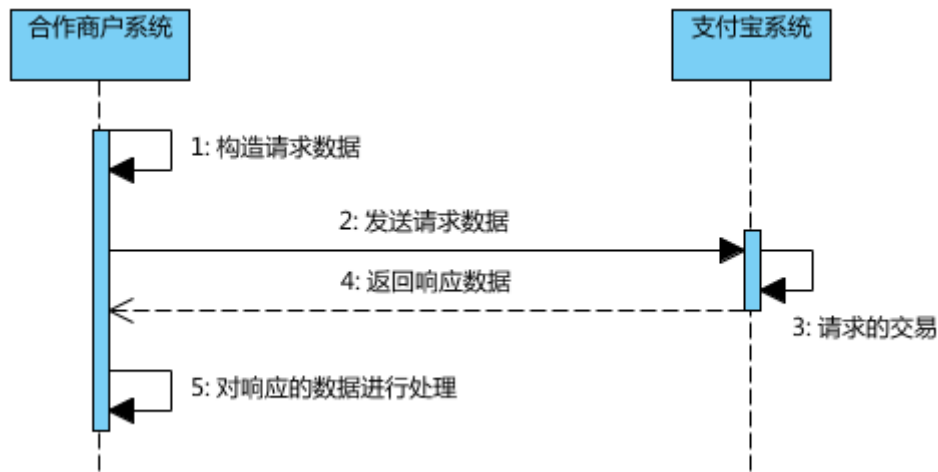 合作商户系统
支付宝系统
1: 构造请求数据
2: 发送请求数据
4: 返回响应数据
3: 请求的交易
5: 对响应的数据进行处理